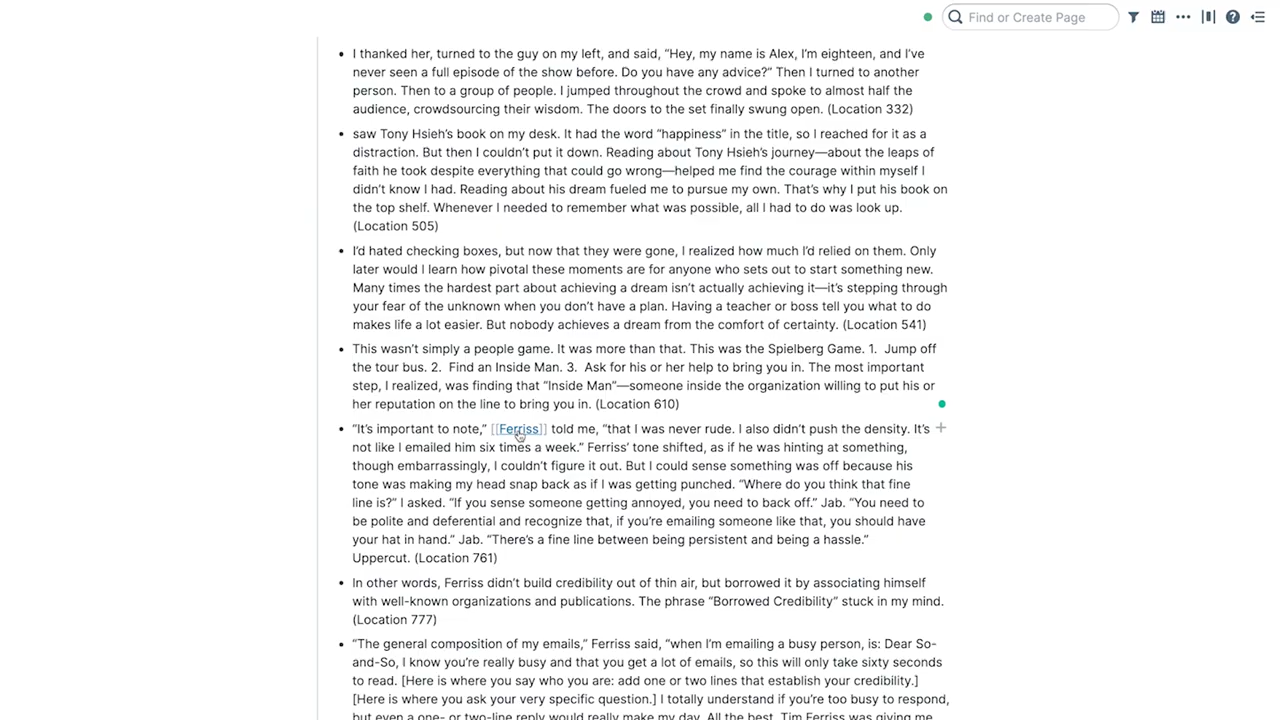 Find or Create Page
I thanked her, turned to the guy on my left, and said, “Hey, my name is Alex, I’m eighteen, and I’ve
never seen a full episode of the show before. Do you have any advice?” Then I turned to another
person. Then to a group of people. I jumped throughout the crowd and spoke to almost half the
audience, crowdsourcing their wisdom. The doors to the set finally swung open. (Location 332)
saw Tony Hsieh’s book on my desk. It had the word “happiness” in the title, so I reached for it as a
distraction. But then I couldn’t put it down. Reading about Tony Hsieh’s journey—about the leaps of
faith he took despite everything that could go wrong—helped me find the courage within myself I
didn’t know I had. Reading about his dream fueled me to pursue my own. That’s why I put his book on
the top shelf. Whenever I needed to remember what was possible, all I had to do was look up.
(Location 505)
I’d hated checking boxes, but now that they were gone, I realized how much I’d relied on them. Only
later would I learn how pivotal these moments are for anyone who sets out to start something new.
Many times the hardest part about achieving a dream isn’t actually achieving it—it’s stepping through
your fear of the unknown when you don’t have a plan. Having a teacher or boss tell you what to do
makes life a lot easier. But nobody achieves a dream from the comfort of certainty. (Location 541)
This wasn’t simply a people game. It was more than that. This was the Spielberg Game. 1. Jump off
the tour bus. 2. Find an Inside Man. 3. Ask for his or her help to bring you in. The most important
step, I realized, was finding that “Inside Man”—someone inside the organization willing to put his or
her reputation on the line to bring you in. (Location 610)
“It’s important to note,” [[Ferriss]] told me, “that I was never rude. I also didn’t push the density. It’s
not like I emailed him six times a week.” Ferriss’ tone shifted, as if he was hinting at something,
though embarrassingly, I couldn’t figure it out. But I could sense something was off because his
tone was making my head snap back as if I was getting punched. “Where do you think that fine
line is?” I asked. “If you sense someone getting annoyed, you need to back off.” Jab. “You need to
be polite and deferential and recognize that, if you’re emailing someone like that, you should have
your hat in hand.” Jab. “There’s a fine line between being persistent and being a hassle.”
Uppercut. (Location 761)
In other words, Ferriss didn’t build credibility out of thin air, but borrowed it by associating himself
with well-known organizations and publications. The phrase “Borrowed Credibility” stuck in my mind.
(Location 777)
“The general composition of my emails,” Ferriss said, “when I’m emailing a busy person, is: Dear So-
and-So, I know you’re really busy and that you get a lot of emails, so this will only take sixty seconds
to read. [Here is where you say who you are: add one or two lines that establish your credibility.]
[Here is where you ask your very specific question.] I totally understand if you’re too busy to respond,
but even a one- or two-line reply would really make my day. All the best, Tim Ferriss was giving me